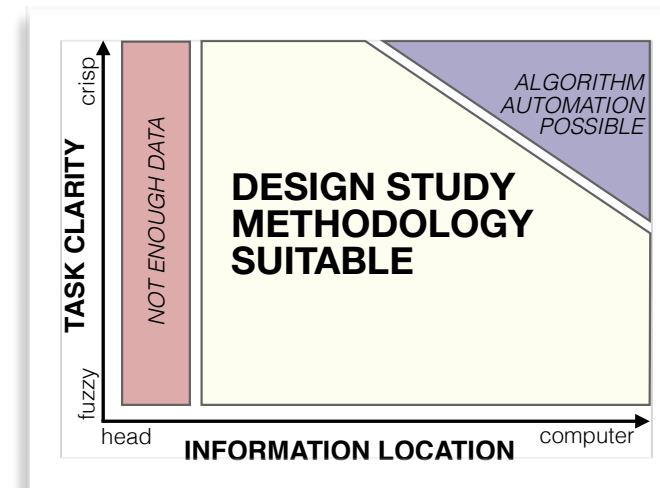 crisp
TASK CLARITY
fuzzy
NOT ENOUGH DATA
DESIGN STUDY
METHODOLOGY
SUITABLE
ALGORITHM
AUTOMATION
POSSIBLE
head
INFORMATION LOCATION
computer